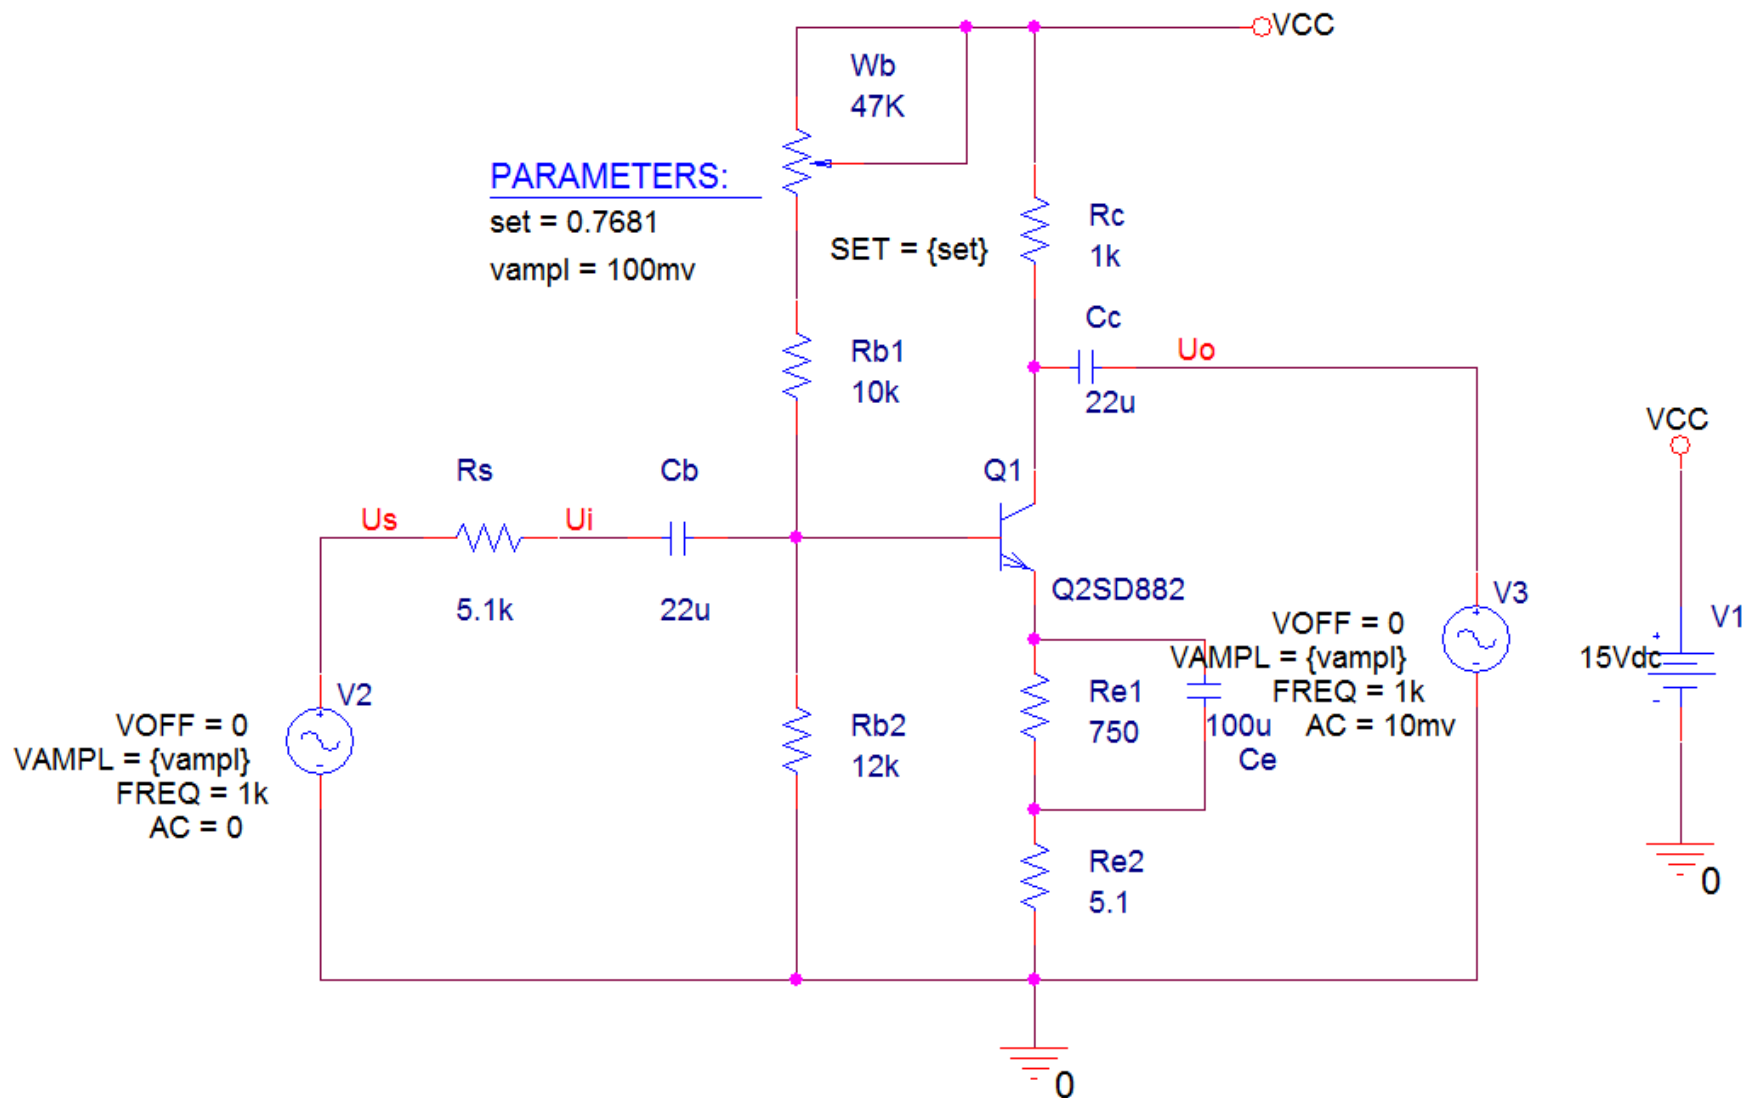 VCC
Wb
47K
PARAMETERS:
set = 0.7681
vampl = 100mv
SET = {set}
Rc
1k
Cc
Uo
22u
Rb1
10k
VCC
Rs
Cb
Q1
Us
Ui
5.1k
22u
Q2SD882
V3
VOFF = 0
VAMPL = {vampl}
FREQ = 1k
AC = 10mv
V1
15Vdc
Re1
750
100u
Ce
V2
VOFF = 0
VAMPL = {vampl}
FREQ = 1k
AC = 0
Rb2
12k
Re2
5.1
0
0